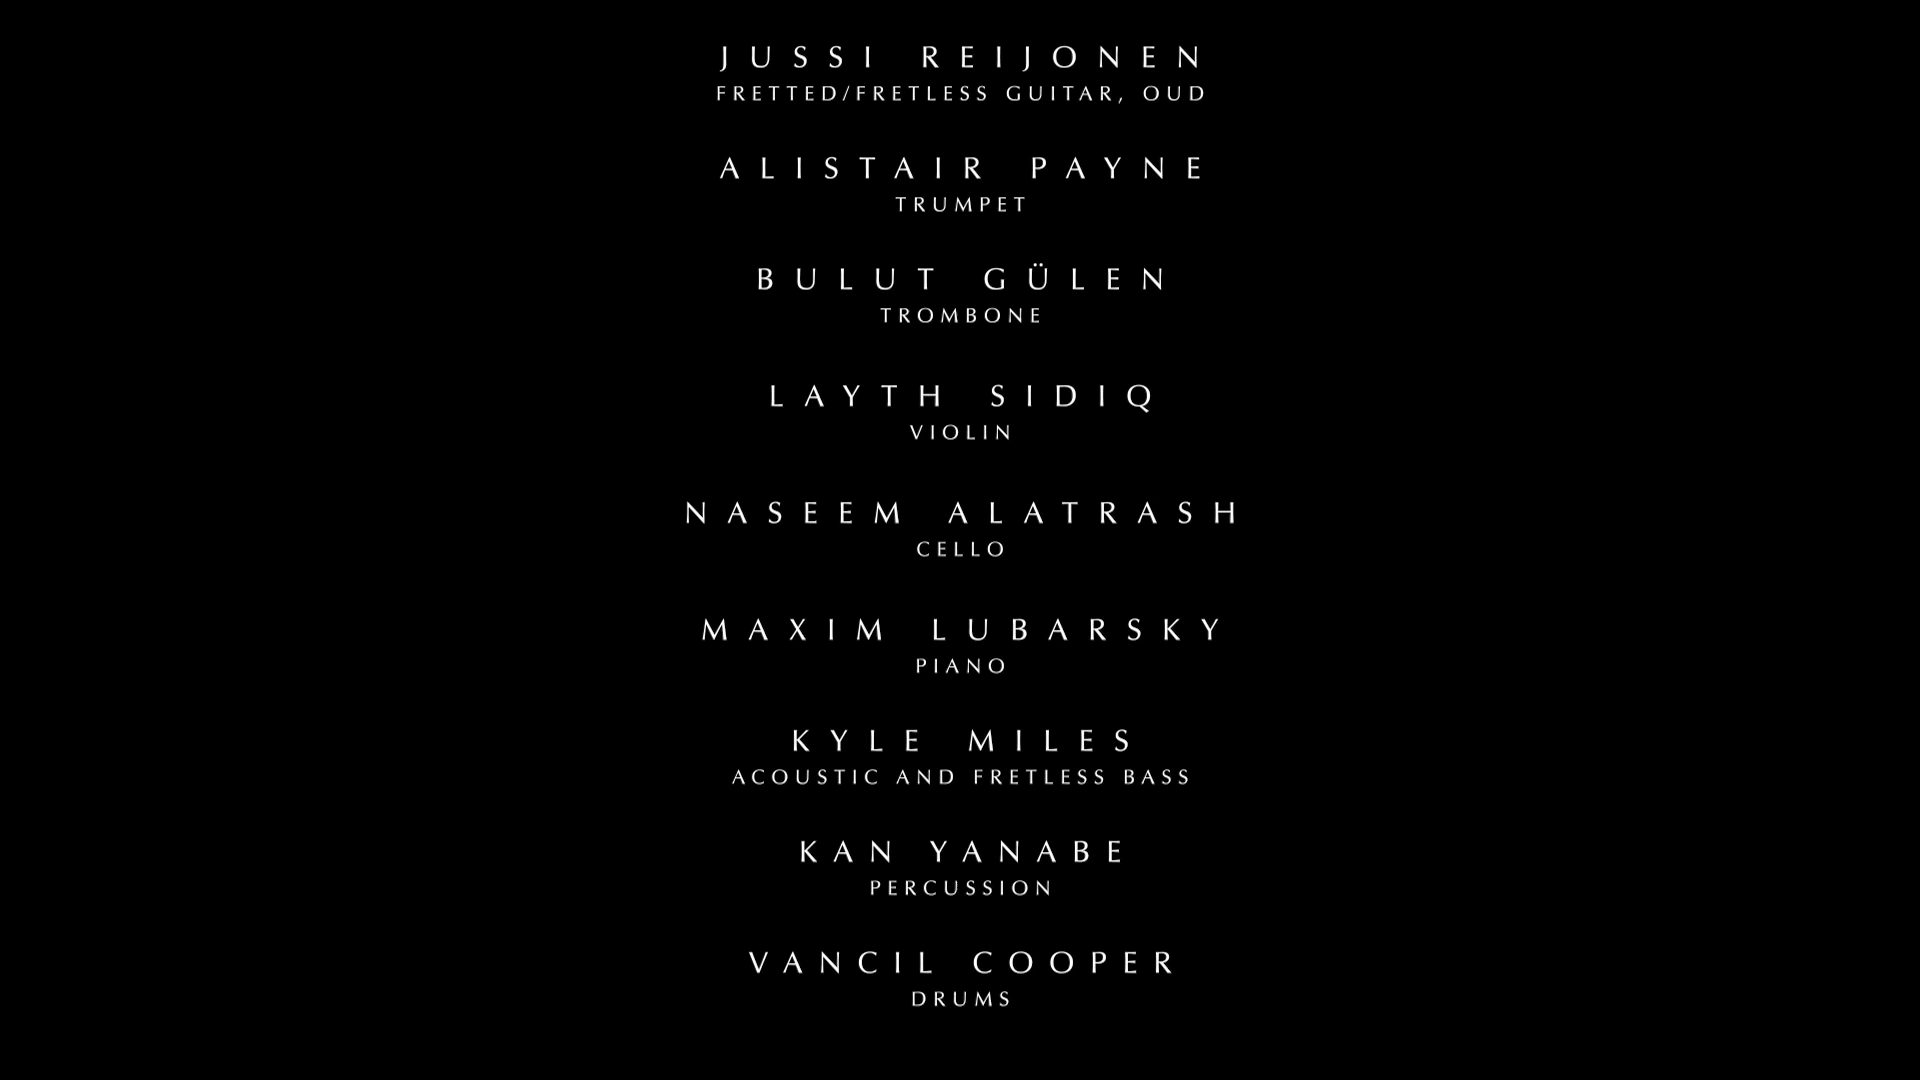 JUSSI REIJONEN
FRETTED/FRETLESS GUITAR, OUD
ALISTAIR PAYNE
TRUMPET
BULUT GÜLEN
TROMBONE
LAYTH SIDIQ
VIOLIN
NASEEM ALATRASH
CELLO
MAXIM LUBARSKY
PIANO
KYLE MILES
ACOUSTIC AND FRETLESS BASS
KAN YANABE
PERCUSSION
VANCIL COOPER
DRUMS